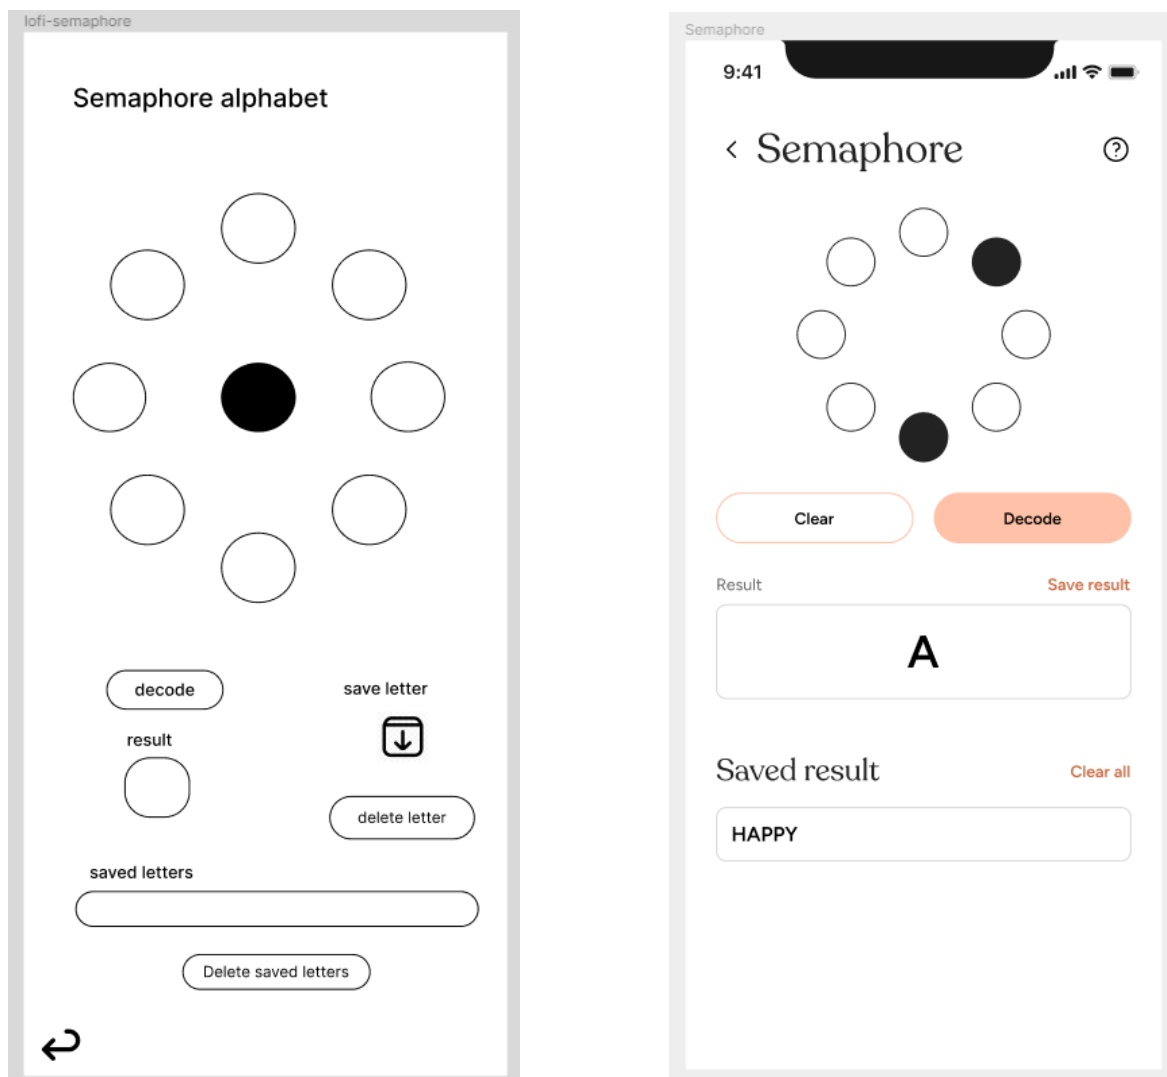 lofi-semaphore
Semaphore alphabet
decode
save letter
result
delete letter
saved letters
Delete saved letters
Semaphore
9:41
Semaphore
?
Clear
Decode
Result
Save result
A
Saved result
Clear all
HAPPY